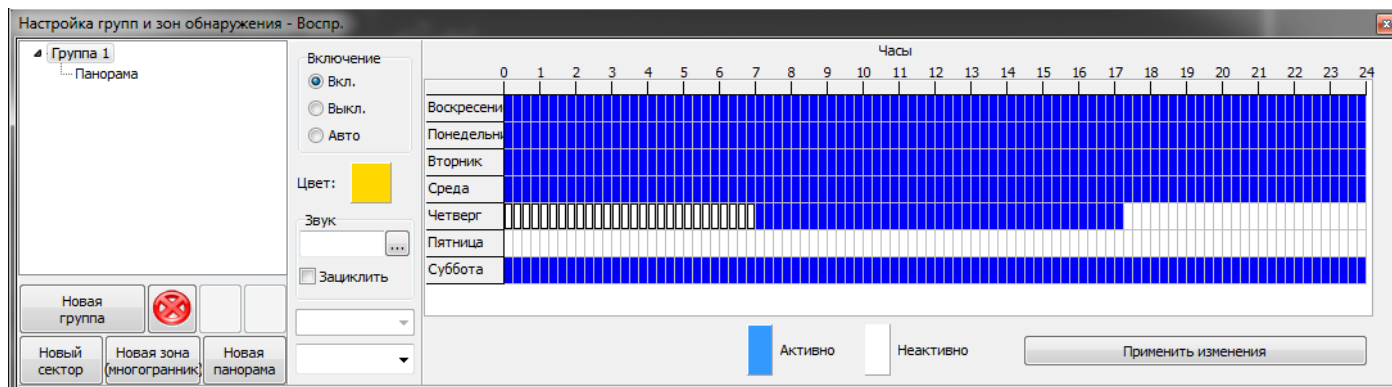 Настройка групп и зон обнаружения - Воспр.
Группа 1
Панорама
Новая
группа
Новый
сектор
Новая зона
(многогранник)
Новая
панорама
Включение
Вкл.
Выкл.
Авто
Цвет:
Звук
...
Зациклить
Часы
0 1 2 3 4 5 6 7 8 9 10 11 12 13 14 15 16 17 18 19 20 21 22 23 24
Воскресени
Понедельни
Вторник
Среда
Четверг
Пятница
Суббота
Активно
Неактивно
Применить изменения